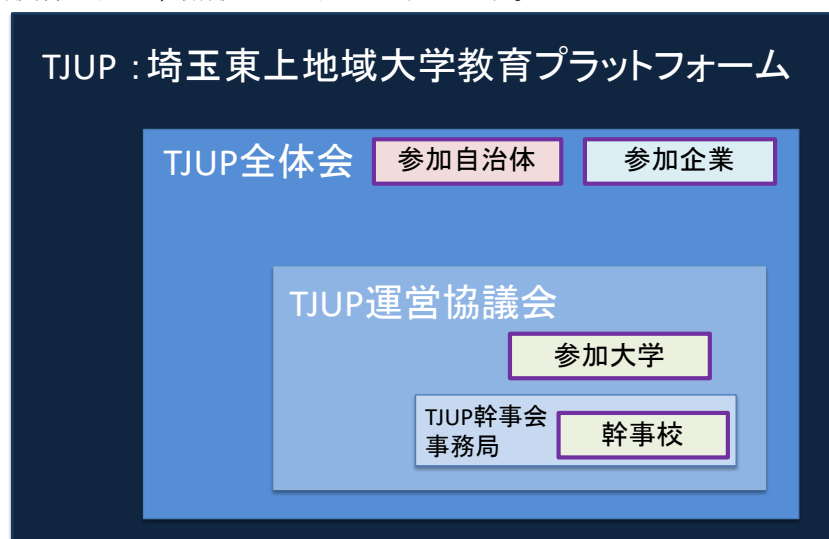 TJUP：埼玉東上地域大学教育プラットフォーム
TJUP全体会
参加自治体
参加企業
TJUP運営協議会
参加大学
TJUP幹事会
事務局
幹事校